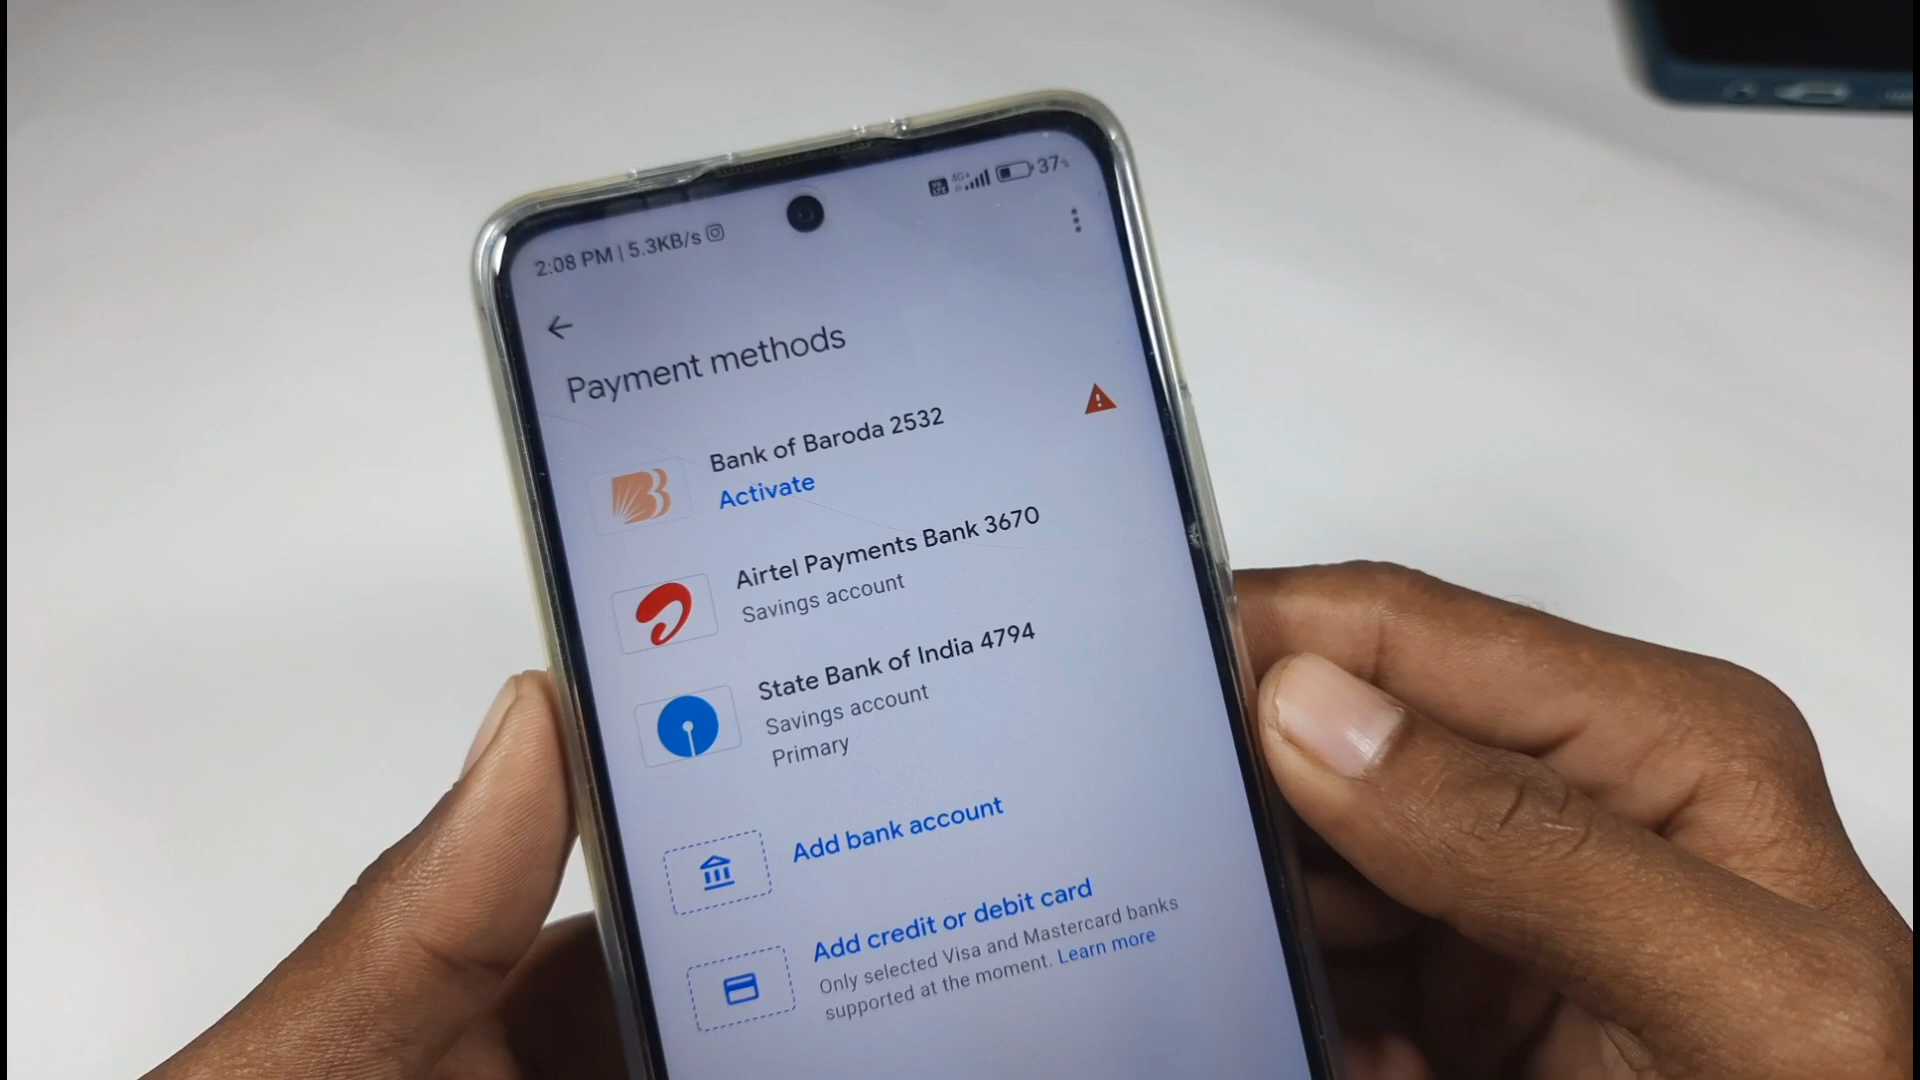 2:08 PM | 5.3KB/s
4G+
37%
Payment methods
Bank of Baroda 2532
Activate
Airtel Payments Bank 3670
Savings account
State Bank of India 4794
Savings account
Primary
Add bank account
Add credit or debit card
Only selected Visa and Mastercard banks
supported at the moment. Learn more